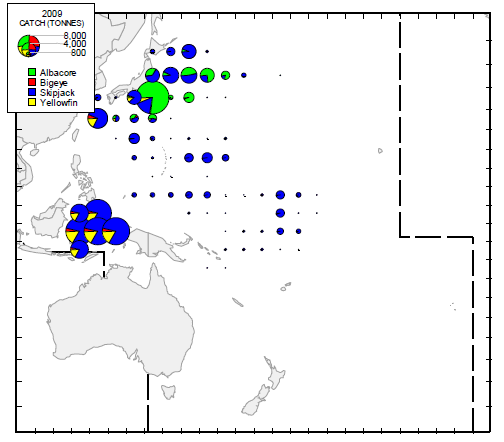 2009
CATCH (TONNES)
8,000
4,000
800
Albacore
Bigeye
Skipjack
Yellowfin